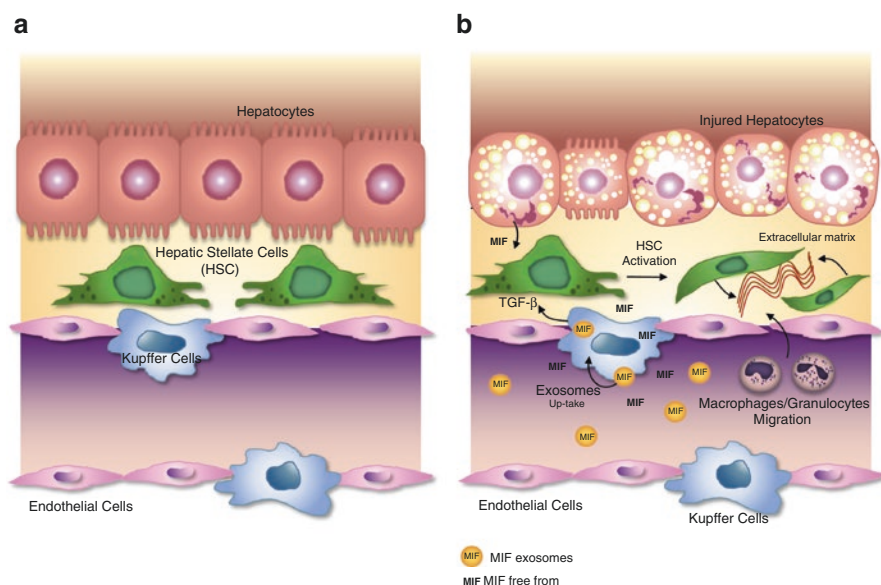 a
Hepatocytes
Hepatic Stellate Cells
(HSC)
Kupffer Cells
Endothelial Cells
b
Injured Hepatocytes
MIF
HSC
Activation
Extracellular matrix
TGF-β
MIF
MIF
MIF
MIF
MIF
MIF
MIF
MIF
MIF
Exosomes
Up-take
MIF
MIF
Macrophages/Granulocytes
Migration
Endothelial Cells
Kupffer Cells
MIF MIF exosomes
MIF MIF free from